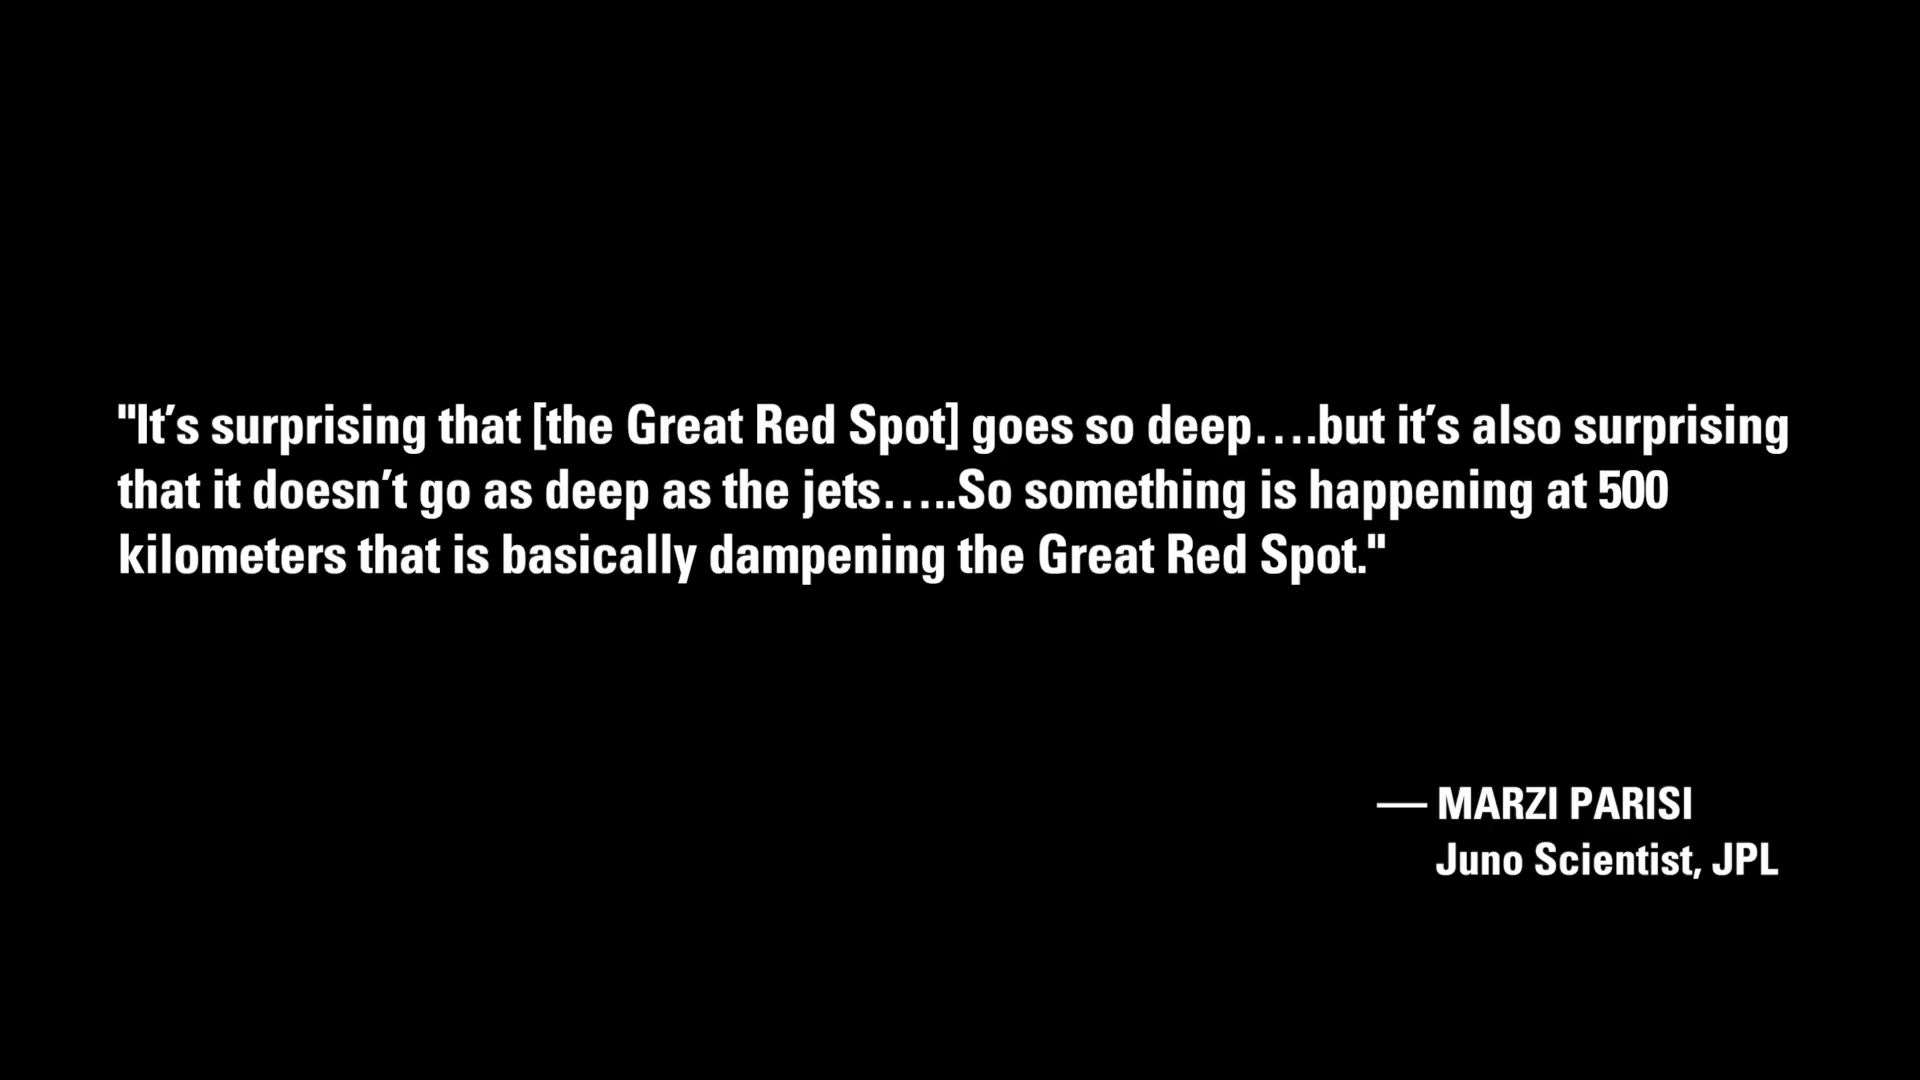 "It’s surprising that [the Great Red Spot] goes so deep….but it’s also surprising
that it doesn’t go as deep as the jets…..So something is happening at 500
kilometers that is basically dampening the Great Red Spot."
— MARZI PARISI
Juno Scientist, JPL